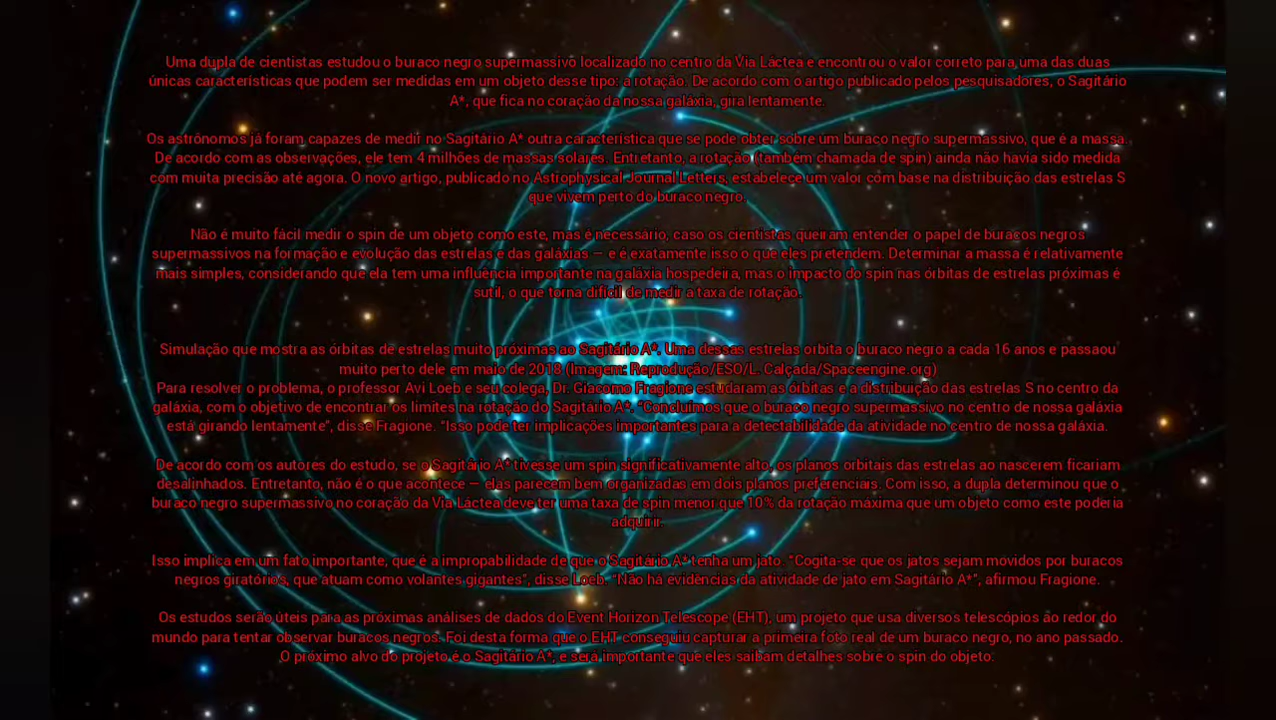 Uma dupla de cientistas estudou o buraco negro supermassivo localizado no centro da Via Láctea e encontrou o valor correto para uma das duas
únicas características que podem ser medidas em um objeto desse tipo: a rotação. De acordo com o artigo publicado pelos pesquisadores, o Sagitário
A*, que fica no coração da nossa galáxia, gira lentamente.
Os astrônomos já foram capazes de medir no Sagitário A* outra característica que se pode obter sobre um buraco negro supermassivo, que é a massa.
De acordo com as observações, ele tem 4 milhões de massas solares. Entretanto, a rotação (também chamada de spin) ainda não havia sido medida
com muita precisão até agora. O novo artigo, publicado no Astrophysical Journal Letters, estabelece um valor com base na distribuição das estrelas S
que vivem perto do buraco negro.
Não é muito fácil medir o spin de um objeto como este, mas é necessário, caso os cientistas queiram entender o papel de buracos negros
supermassivos na formação e evolução das estrelas e das galáxias — e é exatamente isso o que eles pretendem. Determinar a massa é relativamente
mais simples, considerando que ela tem uma influência importante na galáxia hospedeira, mas o impacto do spin nas órbitas de estrelas próximas é
sutil, o que torna difícil de medir a taxa de rotação.
Simulação que mostra as órbitas de estrelas muito próximas ao Sagitário A*. Uma dessas estrelas orbita o buraco negro a cada 16 anos e passaou
muito perto dele em maio de 2018 (Imagem: Reprodução/ESO/L. Calçada/Spaceengine.org)
Para resolver o problema, o professor Avi Loeb e seu colega, Dr. Giacomo Fragione estudaram as órbitas e a distribuição das estrelas S no centro da
galáxia, com o objetivo de encontrar os limites na rotação do Sagitário A*. “Concluímos que o buraco negro supermassivo no centro de nossa galáxia
está girando lentamente”, disse Fragione. “Isso pode ter implicações importantes para a detectabilidade da atividade no centro de nossa galáxia.
De acordo com os autores do estudo, se o Sagitário A* tivesse um spin significativamente alto, os planos orbitais das estrelas ao nascerem ficariam
desalinhados. Entretanto, não é o que acontece — elas parecem bem organizadas em dois planos preferenciais. Com isso, a dupla determinou que o
buraco negro supermassivo no coração da Via Láctea deve ter uma taxa de spin menor que 10% da rotação máxima que um objeto como este poderia
adquirir.
Isso implica em um fato importante, que é a impropabilidade de que o Sagitário A* tenha um jato. “Cogita-se que os jatos sejam movidos por buracos
negros giratórios, que atuam como volantes gigantes”, disse Loeb. “Não há evidências da atividade de jato em Sagitário A*”, afirmou Fragione.
Os estudos serão úteis para as próximas análises de dados do Event Horizon Telescope (EHT), um projeto que usa diversos telescópios ao redor do
mundo para tentar observar buracos negros. Foi desta forma que o EHT conseguiu capturar a primeira foto real de um buraco negro, no ano passado.
O próximo alvo do projeto é o Sagitário A*, e será importante que eles saibam detalhes sobre o spin do objeto.